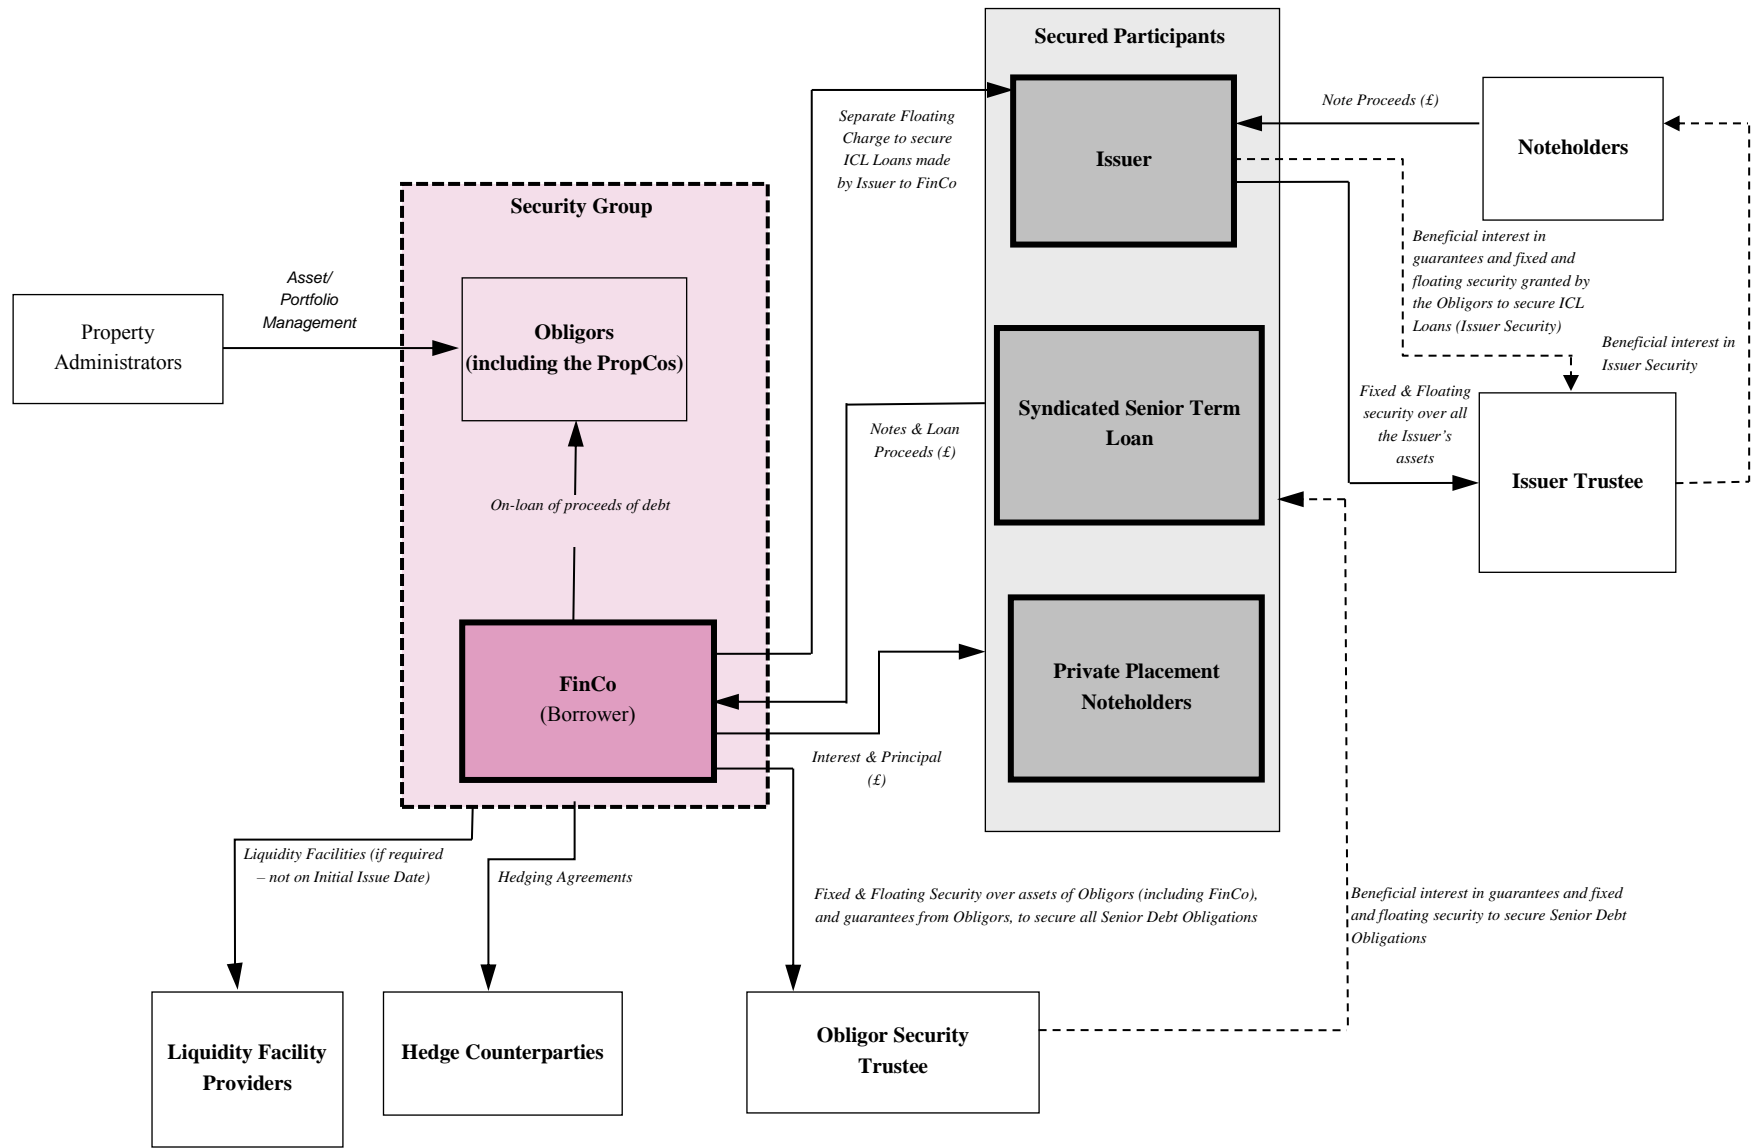 Secured Participants
Issuer
Note Proceeds (£)
Noteholders
Separate Floating
Charge to secure
ICL Loans made
by Issuer to FinCo
Security Group
Beneficial interest in
guarantees and fixed and
floating security granted by
the Obligors to secure ICL
Loans (Issuer Security)
Asset/
Portfolio
Management
Property
Administrators
Obligors
(including the PropCos)
Beneficial interest in
Issuer Security
Fixed & Floating
security over all
the Issuer’s
assets
Syndicated Senior Term
Loan
Notes & Loan
Proceeds (£)
Issuer Trustee
On-loan of proceeds of debt
FinCo
(Borrower)
Private Placement
Noteholders
Interest & Principal
(£)
Liquidity Facilities (if required
– not on Initial Issue Date)
Hedging Agreements
Fixed & Floating Security over assets of Obligors (including FinCo),
and guarantees from Obligors, to secure all Senior Debt Obligations
Beneficial interest in guarantees and fixed
and floating security to secure Senior Debt
Obligations
Liquidity Facility
Providers
Hedge Counterparties
Obligor Security
Trustee